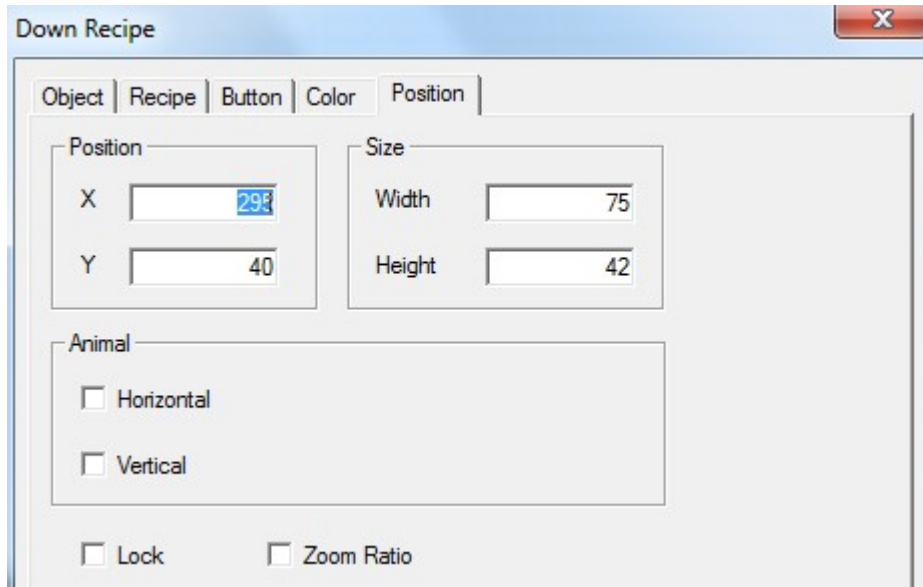 Down Recipe
Object Recipe Button Color Position
Position
X 295
Y 40
Size
Width 75
Height 42
Animal
Horizontal
Vertical
Lock Zoom Ratio